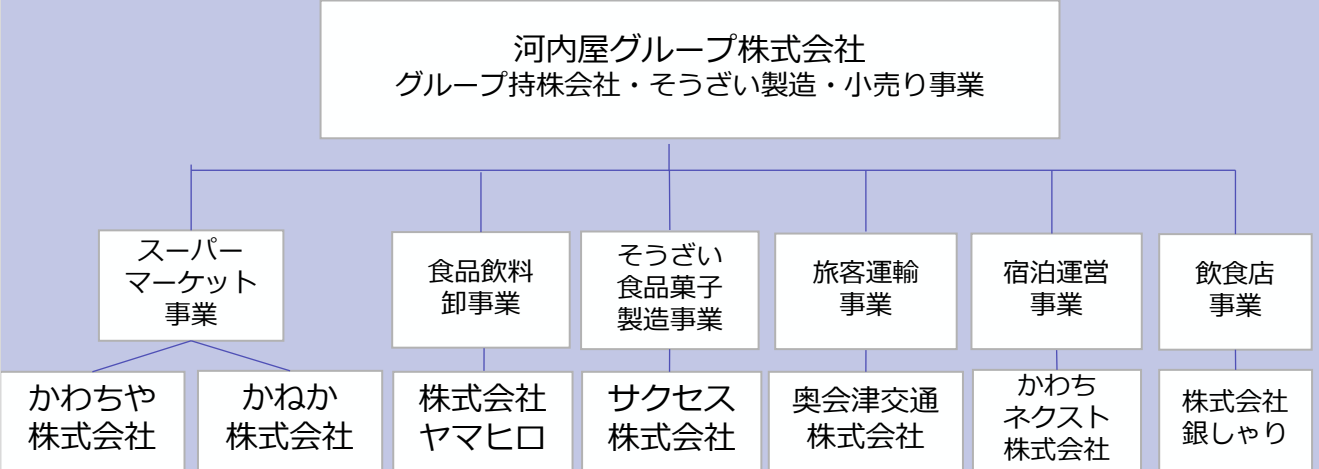 河内屋グループ株式会社
グループ持株会社・そうざい製造・小売り事業
スーパー
マーケット
事業
食品飲料
卸事業
そうざい
食品菓子
製造事業
旅客運輸
事業
宿泊運営
事業
飲食店
事業
かわちや
株式会社
かねか
株式会社
株式会社
ヤマヒロ
サクセス
株式会社
奥会津交通
株式会社
かわち
ネクスト
株式会社
株式会社
銀しゃり